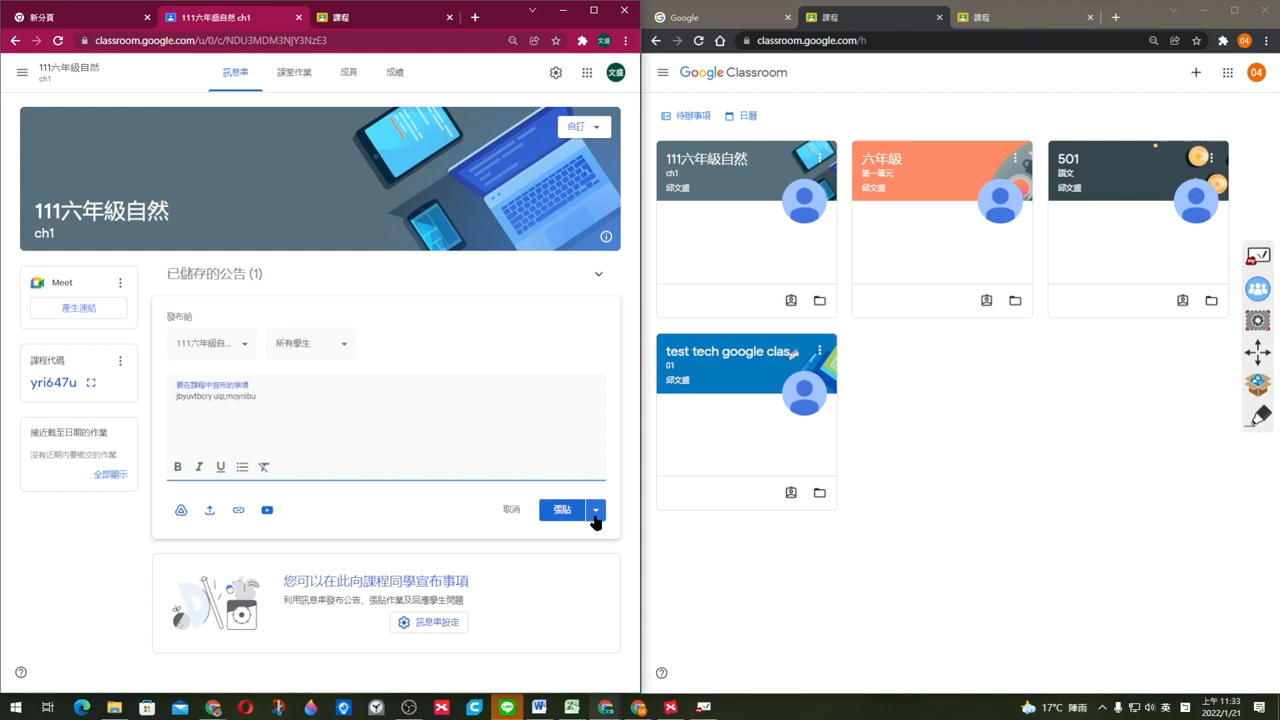 新分頁
111六年級自然 ch1
課程
Google
課程
課程
classroom.google.com/u/0/c/NDU3MDM3NjY3NzE3
文盛
classroom.google.com/h
04
111六年級自然
ch1
訊息串
課堂作業
成員
成績
文盛
Google Classroom
04
自訂
111六年級自然
ch1
待辦事項
日曆
111六年級自然
ch1
邱文盛
六年級
第一單元
邱文盛
501
語文
邱文盛
Meet
產生連結
已儲存的公告 (1)
發布給
111六年級自...
所有學生
課程代碼
yri647u
要在課程中宣布的事項
jbyuvtbcry uip,moynibu
test tech google clas...
01
邱文盛
接近截至日期的作業
沒有近期內要繳交的作業
全部顯示
取消
張貼
您可以在此向課程同學宣布事項
利用訊息串發布公告、張貼作業及回應學生問題
訊息串設定
17°C 陣雨
英
上午 11:33
2022/1/21